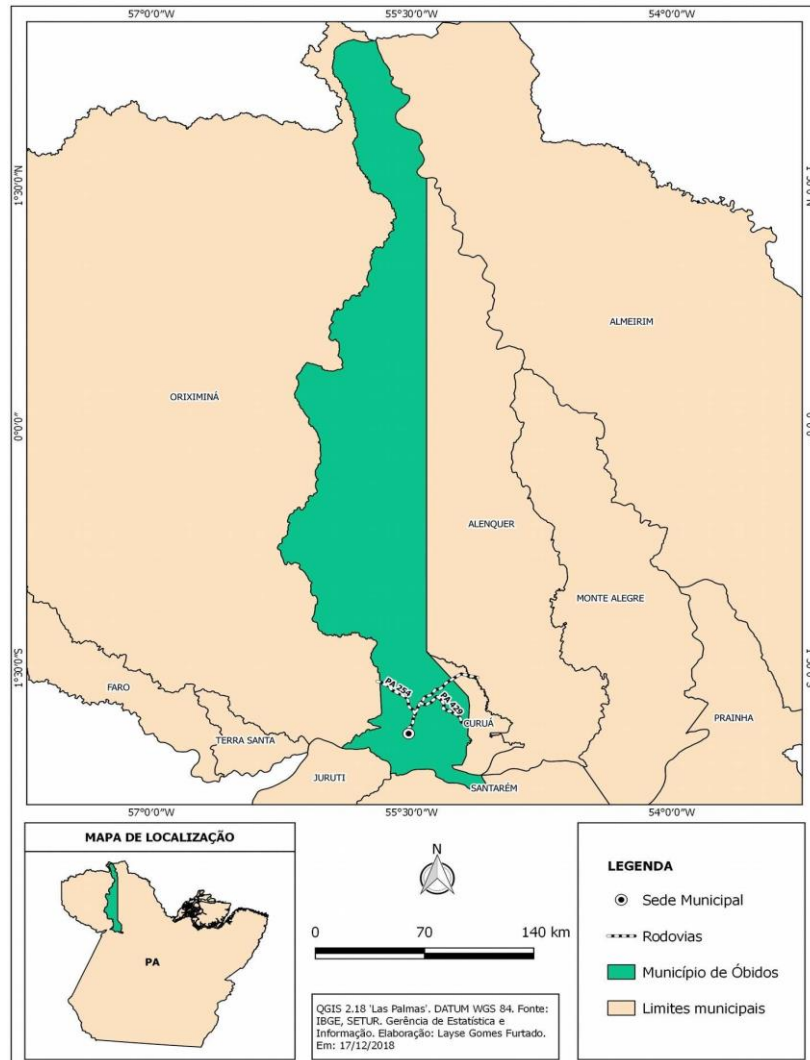 57°0.0'W
55°30.0'W
54°0.0'W
1°30.0'N
ALMEIRIM
ORIXIMINÁ
0°0.0"
ALENQUER
MONTE ALEGRE
1°30.0'S
FARO
PA 254
PA 429
CURUÁ
PRAINHA
TERRA SANTA
JURUTI
SANTARÉM
57°0.0'W
55°30.0'W
54°0.0'W
MAPA DE LOCALIZAÇÃO
PA
N
0 70 140 km
QGIS 2.18 'Las Palmas'. DATUM WGS 84. Fonte:
IBGE, SETUR. Gerência de Estatística e
Informação. Elaboração: Layse Gomes Furtado.
Em: 17/12/2018
LEGENDA
Sede Municipal
Rodovias
Município de Óbidos
Limites municipais